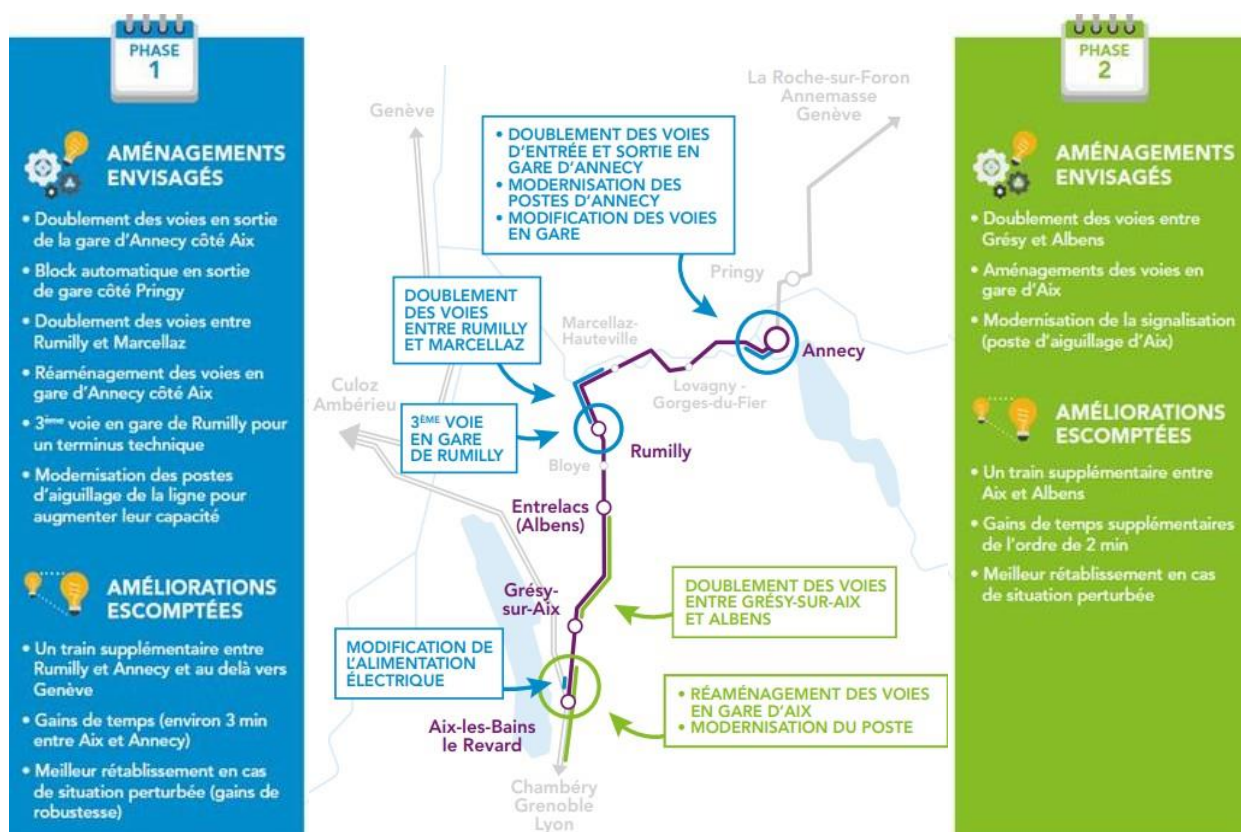 PHASE
1
AMÉNAGEMENTS
ENVISAGÉS
• Doublement des voies en sortie
de la gare d'Annecy côté Aix
• Block automatique en sortie
de gare côté Pringy
• Doublement des voies entre
Rumilly et Marcellaz
• Réaménagement des voies en
gare d'Annecy côté Aix
• 3ème voie en gare de Rumilly pour
un terminus technique
• Modernisation des postes
d'aiguillage de la ligne pour
augmenter leur capacité
AMÉLIORATIONS
ESCOMPTÉES
• Un train supplémentaire entre
Rumilly et Annecy et au delà vers
Genève
• Gains de temps (environ 3 min
entre Aix et Annecy)
• Meilleur rétablissement en cas
de situation perturbée (gains de
robustesse)
Genève
La Roche-sur-Foron
Annemasse
Genève
• DOUBLEMENT DES VOIES
D'ENTRÉE ET SORTIE EN
GARE D'ANNECY
• MODERNISATION DES
POSTES D'ANNECY
• MODIFICATION DES VOIES
EN GARE
Pringy
DOUBLEMENT
DES VOIES
ENTRE RUMILLY
ET MARCELLAZ
Marcellaz-
Hauteville
Annecy
Lovagny -
Gorges-du-Fier
Culoz
Ambérieu
3ÈME VOIE
EN GARE
DE RUMILLY
Rumilly
Bloye
Entrelacs
(Albens)
Grésy-
sur-Aix
DOUBLEMENT DES VOIES
ENTRE GRÉSY-SUR-AIX
ET ALBENS
MODIFICATION DE
L'ALIMENTATION
ÉLECTRIQUE
• RÉAMÉNAGEMENT DES VOIES
EN GARE D'AIX
• MODERNISATION DU POSTE
Aix-les-Bains
le Revard
Chambéry
Grenoble
Lyon
PHASE
2
AMÉNAGEMENTS
ENVISAGÉS
• Doublement des voies entre
Grésy et Albens
• Aménagements des voies en
gare d'Aix
• Modernisation de la signalisation
(poste d'aiguillage d'Aix)
AMÉLIORATIONS
ESCOMPTÉES
• Un train supplémentaire entre
Aix et Albens
• Gains de temps supplémentaires
de l'ordre de 2 min
• Meilleur rétablissement en cas
de situation perturbée